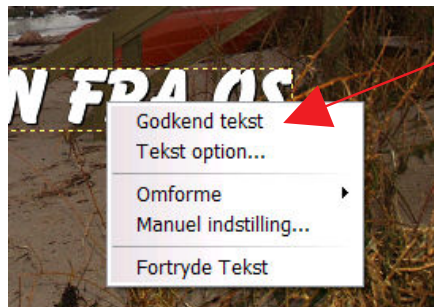 N FRA OS
Godkend tekst
Tekst option...
Omforme
Manuel indstilling...
Fortryde Tekst